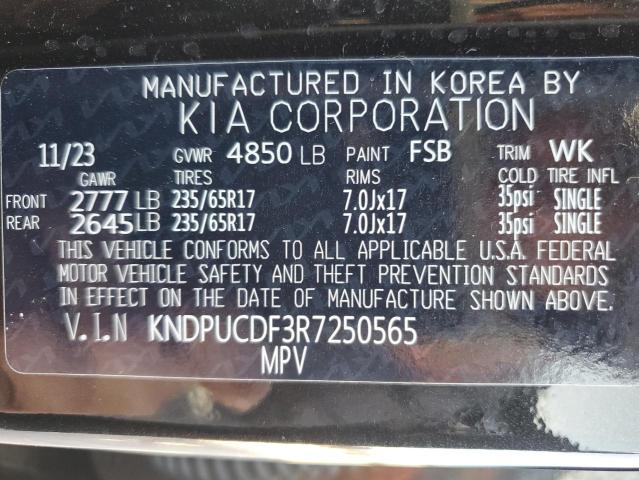 MANUFACTURED IN KOREA BY
KIA CORPORATION
11/23 GVWR 4850 LB PAINT FSB TRIM WK
GAWR TIRES RIMS COLD TIRE INFL
FRONT 2777 LB 235/65R17 7.0Jx17 35psi SINGLE
REAR 2645 LB 235/65R17 7.0Jx17 35psi SINGLE
THIS VEHICLE CONFORMS TO ALL APPLICABLE U.S.A. FEDERAL
MOTOR VEHICLE SAFETY AND THEFT PREVENTION STANDARDS
IN EFFECT ON THE DATE OF MANUFACTURE SHOWN ABOVE.
V.I.N KNDPUCDF3R7250565
MPV